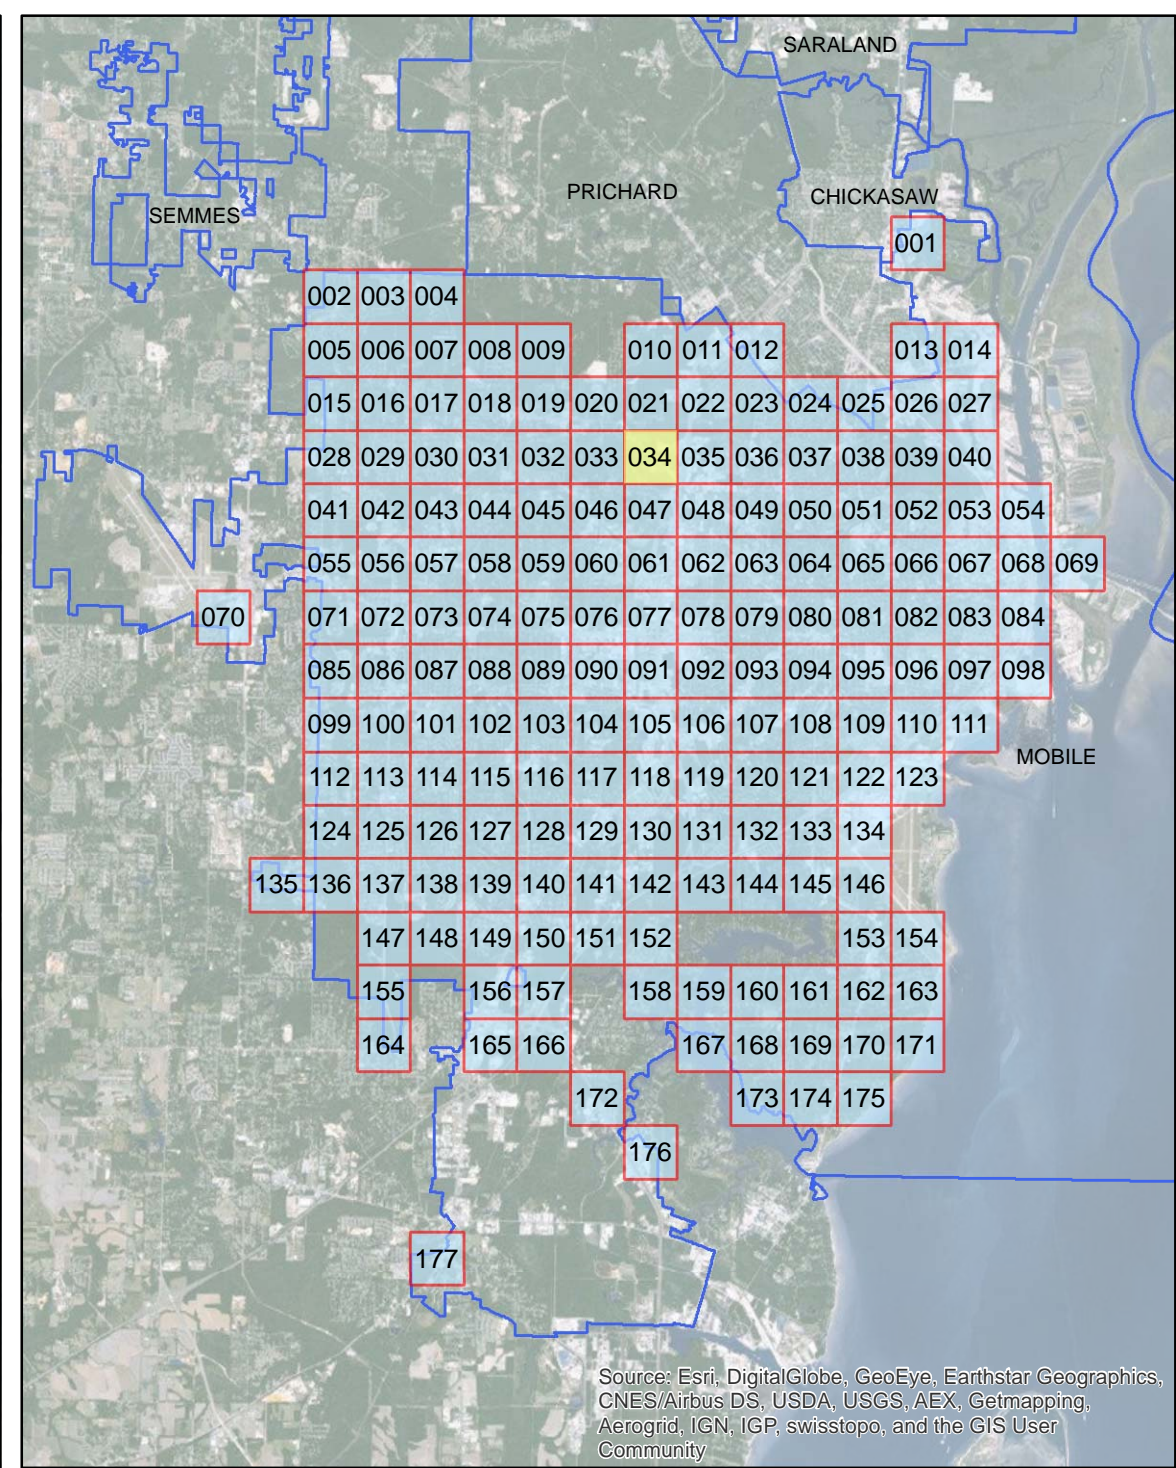 SARALAND
PRICHARD
CHICKASAW
SEMMES
001
002 003 004
005 006 007 008 009 010 011 012 013 014
015 016 017 018 019 020 021 022 023 024 025 026 027
028 029 030 031 032 033 034 035 036 037 038 039 040
041 042 043 044 045 046 047 048 049 050 051 052 053 054
055 056 057 058 059 060 061 062 063 064 065 066 067 068 069
070 071 072 073 074 075 076 077 078 079 080 081 082 083 084
085 086 087 088 089 090 091 092 093 094 095 096 097 098
099 100 101 102 103 104 105 106 107 108 109 110 111
MOBILE
112 113 114 115 116 117 118 119 120 121 122 123
124 125 126 127 128 129 130 131 132 133 134
135 136 137 138 139 140 141 142 143 144 145 146
147 148 149 150 151 152 153 154
155 156 157 158 159 160 161 162 163
164 165 166 167 168 169 170 171
172 173 174 175
176
177
Source: Esri, DigitalGlobe, GeoEye, Earthstar Geographics,
CNES/Airbus DS, USDA, USGS, AEX, Getmapping,
Aerogrid, IGN, IGP, swisstopo, and the GIS User
Community